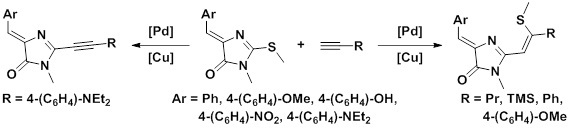 Ar
N
N
O
R
[Pd]
[Cu]
Ar
N
N
O
S
+
R
[Pd]
[Cu]
Ar
N
N
O
S
R
R = 4-(C6H4)-NEt2
Ar = Ph, 4-(C6H4)-OMe, 4-(C6H4)-OH,
4-(C6H4)-NO2, 4-(C6H4)-NEt2
R = Pr, TMS, Ph,
4-(C6H4)-OMe